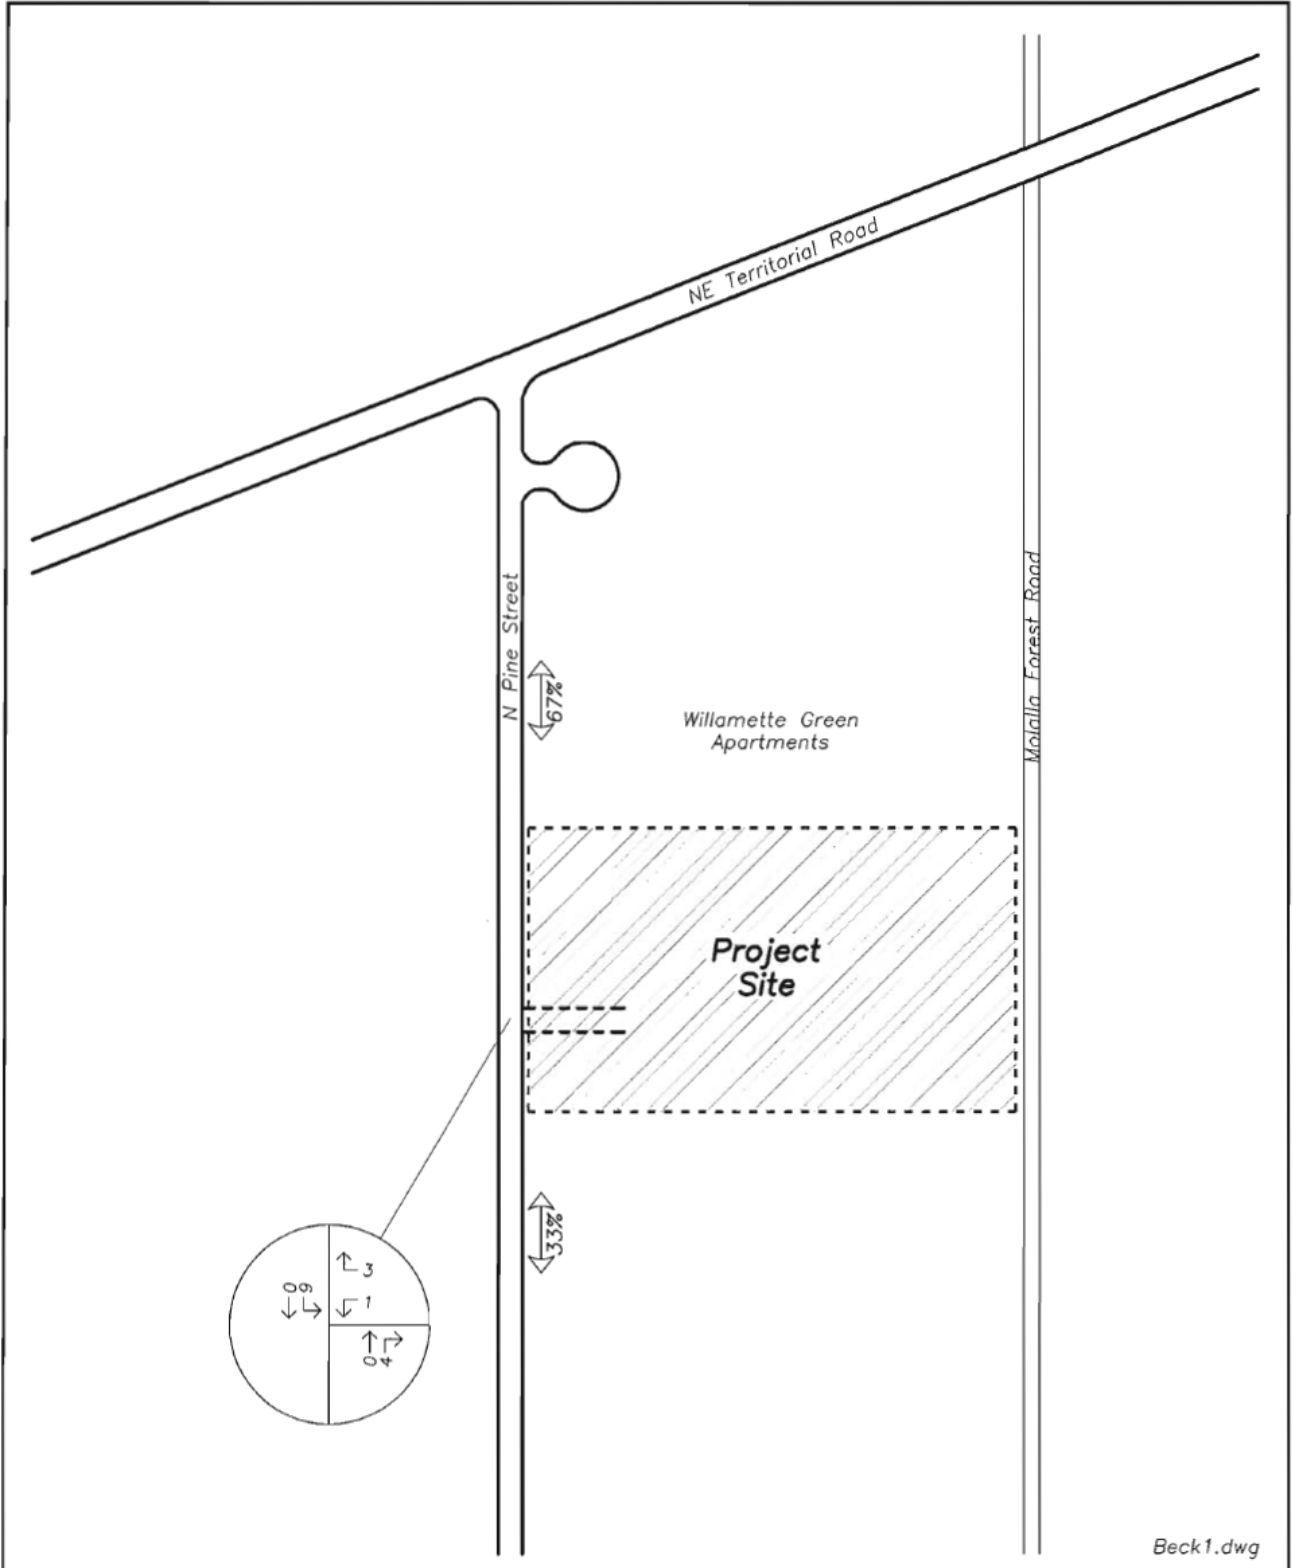 NE Territorial Road
N Pine Street
67%
Molalla Forest Road
Willamette Green
Apartments
Project
Site
33%
3
0
9
1
0
4
Beck1.dwg